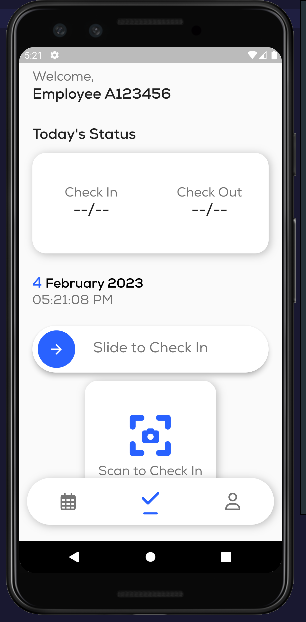 5:21
Welcome,
Employee A123456
Today's Status
Check In Check Out
--/-- --/--
4 February 2023
05:21:08 PM
Slide to Check In
Scan to Check In